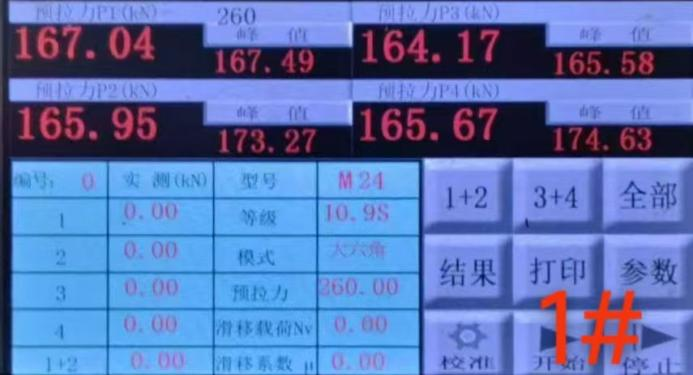 预拉力P1(kN) 260 预拉力P3(kN)
167.04 峰 值 167.49 164.17 峰 值 165.58
预拉力P2(kN) 预拉力P4(kN)
165.95 峰 值 173.27 165.67 峰 值 174.63
编号: 0 实 测(kN) 型号 M24 1+2 3+4 全部
1 0.00 等级 10.9S
2 0.00 模式 大六角 结果 打印 参数
3 0.00 预拉力 260.00
4 0.00 滑移载荷Nv 0.00
1+2 0.00 滑移系数 μ 0.00 校准 开始 停止
1#